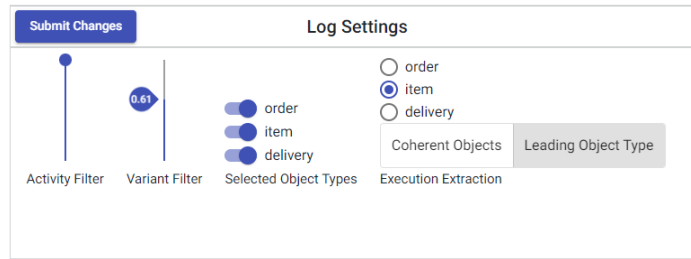 Submit Changes
Log Settings
0.61
order
item
delivery
order
item
delivery
Coherent Objects
Leading Object Type
Activity Filter
Variant Filter
Selected Object Types
Execution Extraction